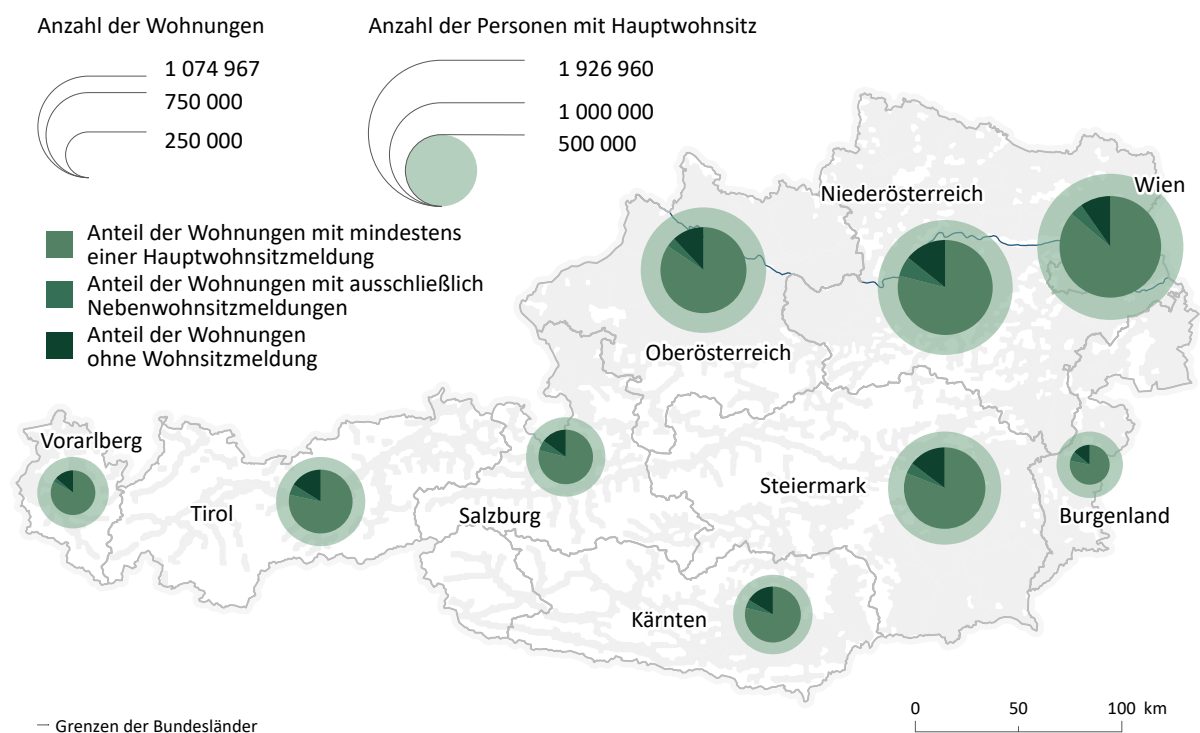 Anzahl der Wohnungen
1 074 967
750 000
250 000
Anzahl der Personen mit Hauptwohnsitz
1 926 960
1 000 000
500 000
Anteil der Wohnungen mit mindestens
einer Hauptwohnsitzmeldung
Anteil der Wohnungen mit ausschließlich
Nebenwohnsitzmeldungen
Anteil der Wohnungen
ohne Wohnsitzmeldung
Wien
Niederösterreich
Oberösterreich
Vorarlberg
Tirol
Salzburg
Steiermark
Burgenland
Kärnten
Grenzen der Bundesländer
0 50 100 km